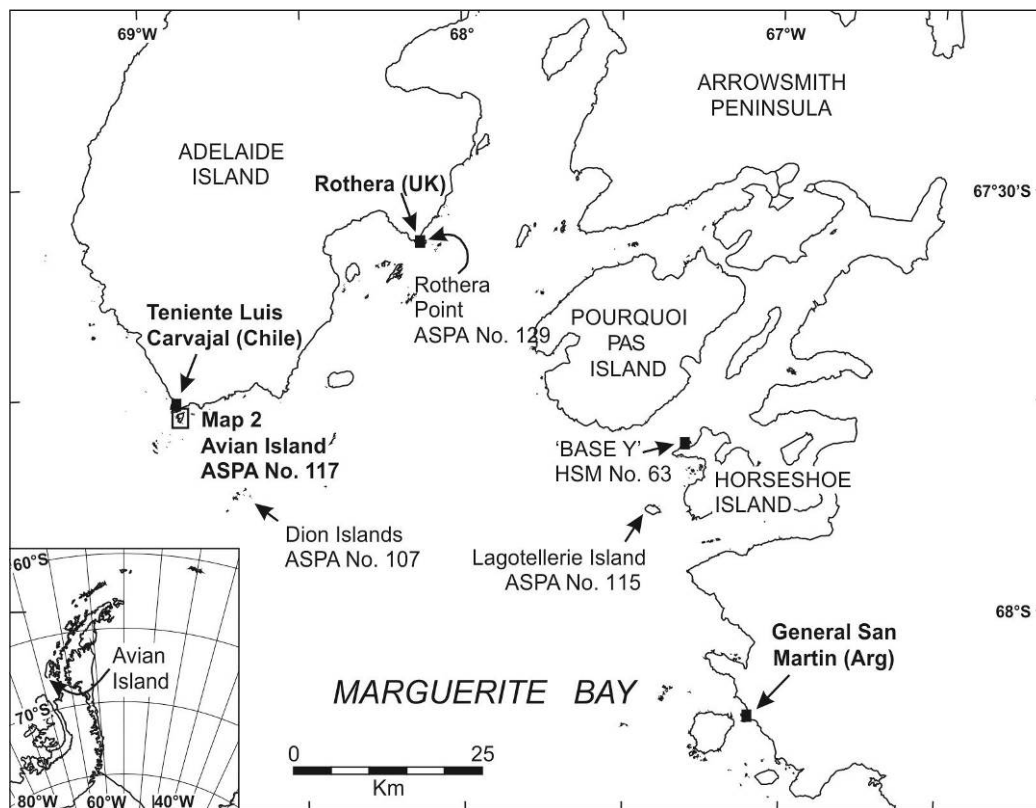 69°W
68°
67°W
ARROWSMITH
PENINSULA
ADELAIDE
ISLAND
Rothera (UK)
67°30'S
Rothera
Point
ASPA No. 129
Teniente Luis
Carvajal (Chile)
POURQUOI
PAS
ISLAND
Map 2
Avian Island
ASPA No. 117
'BASE Y'
HSM No. 63
HORSESHOE
ISLAND
Dion Islands
ASPA No. 107
Lagotellerie Island
ASPA No. 115
68°S
General San
Martin (Arg)
MARGUERITE BAY
0 25
Km
60°S
Avian
Island
70°S
80°W 60°W 40°W